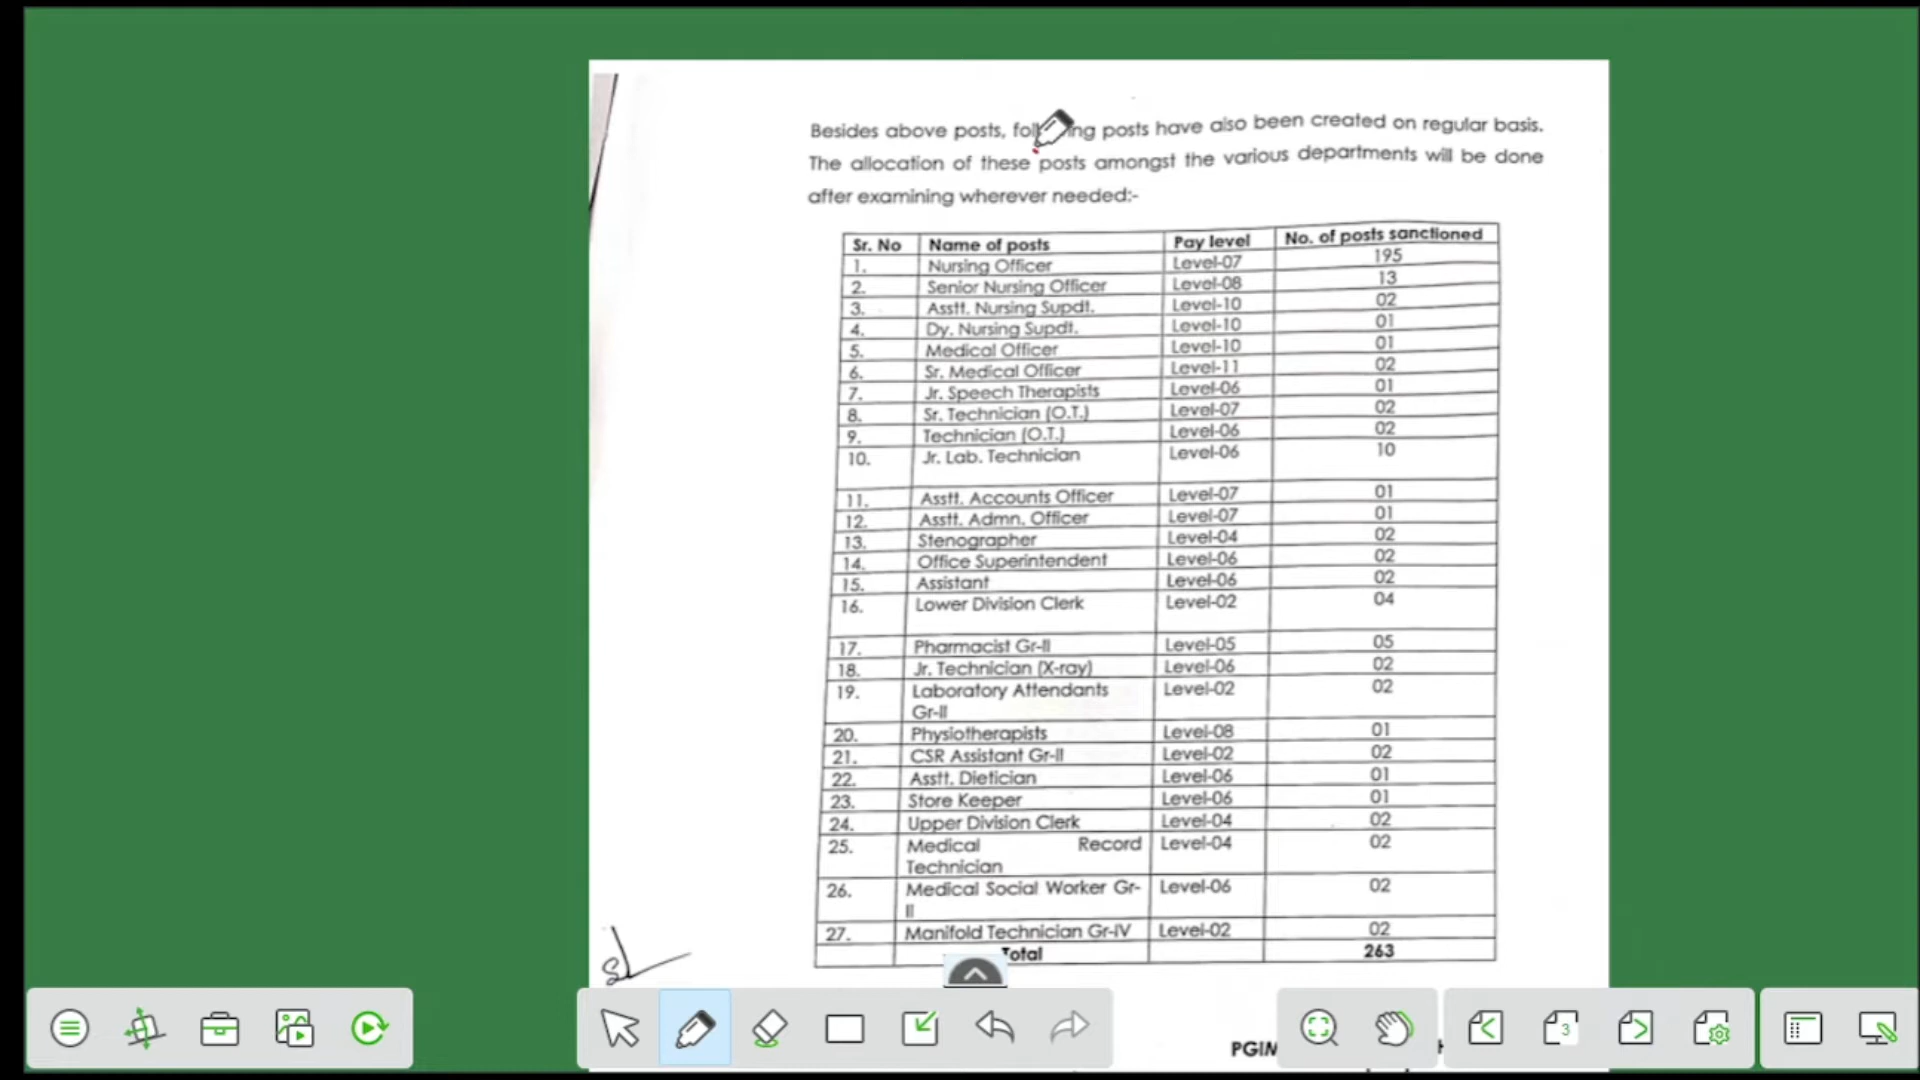 Besides above posts, following posts have also been created on regular basis.
The allocation of these posts amongst the various departments will be done
after examining wherever needed:-
Sr. No Name of posts Pay level No. of posts sanctioned
1. Nursing Officer Level-07 195
2. Senior Nursing Officer Level-08 13
3. Asstt. Nursing Supdt. Level-10 02
4. Dy. Nursing Supdt. Level-10 01
5. Medical Officer Level-10 01
6. Sr. Medical Officer Level-11 02
7. Jr. Speech Therapists Level-06 01
8. Sr. Technician (O.T.) Level-07 02
9. Technician (O.T.) Level-06 02
10. Jr. Lab. Technician Level-06 10
11. Asstt. Accounts Officer Level-07 01
12. Asstt. Admn. Officer Level-07 01
13. Stenographer Level-04 02
14. Office Superintendent Level-06 02
15. Assistant Level-06 02
16. Lower Division Clerk Level-02 04
17. Pharmacist Gr-II Level-05 05
18. Jr. Technician (X-ray) Level-06 02
19. Laboratory Attendants Level-02 02
Gr-II
20. Physiotherapists Level-08 01
21. CSR Assistant Gr-II Level-02 02
22. Asstt. Dietician Level-06 01
23. Store Keeper Level-06 01
24. Upper Division Clerk Level-04 02
25. Medical Record Level-04 02
Technician
26. Medical Social Worker Gr- Level-06 02
II
27. Manifold Technician Gr-IV Level-02 02
Total 263
3